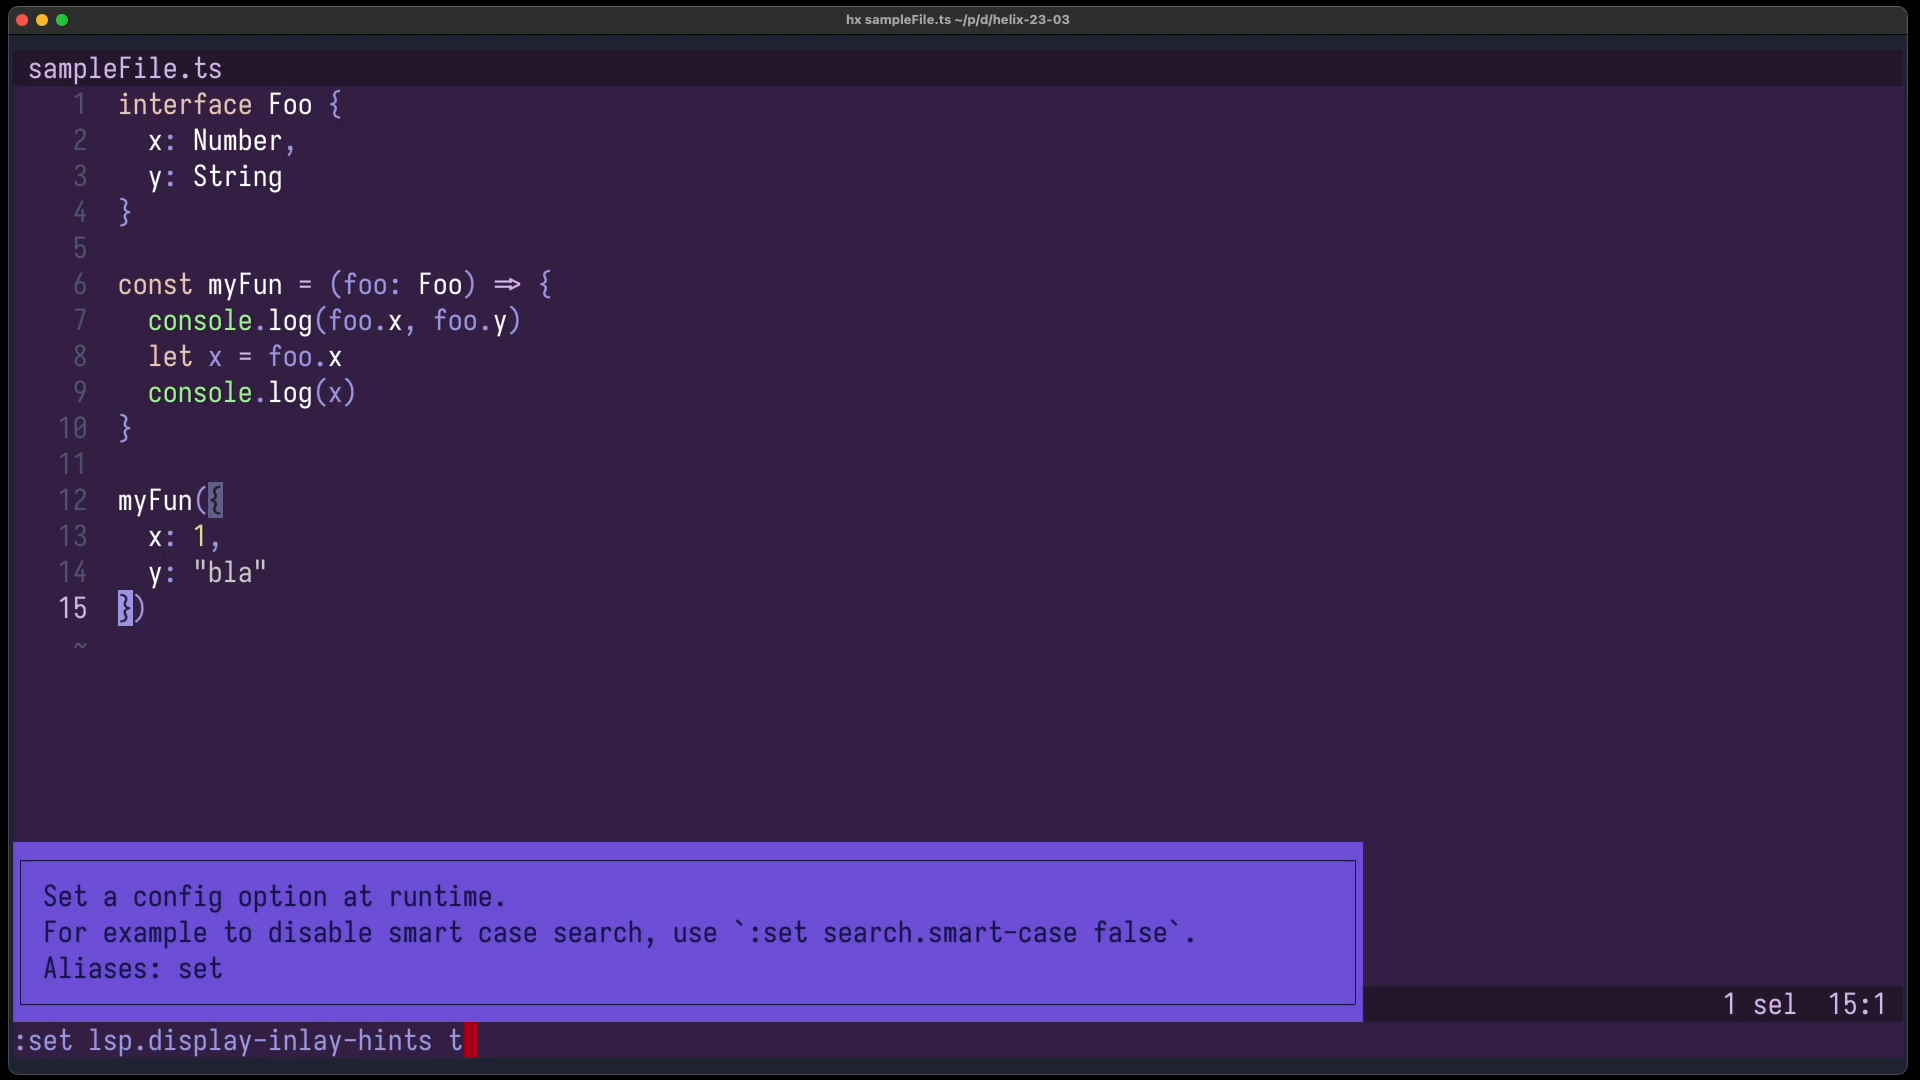 hx sampleFile.ts ~/p/d/helix-23-03
sampleFile.ts
1 interface Foo {
2   x: Number,
3   y: String
4 }
5
6 const myFun = (foo: Foo) => {
7   console.log(foo.x, foo.y)
8   let x = foo.x
9   console.log(x)
10 }
11
12 myFun({
13   x: 1,
14   y: "bla"
15 })
~
Set a config option at runtime.
For example to disable smart case search, use `:set search.smart-case false`.
Aliases: set
1 sel  15:1
:set lsp.display-inlay-hints t